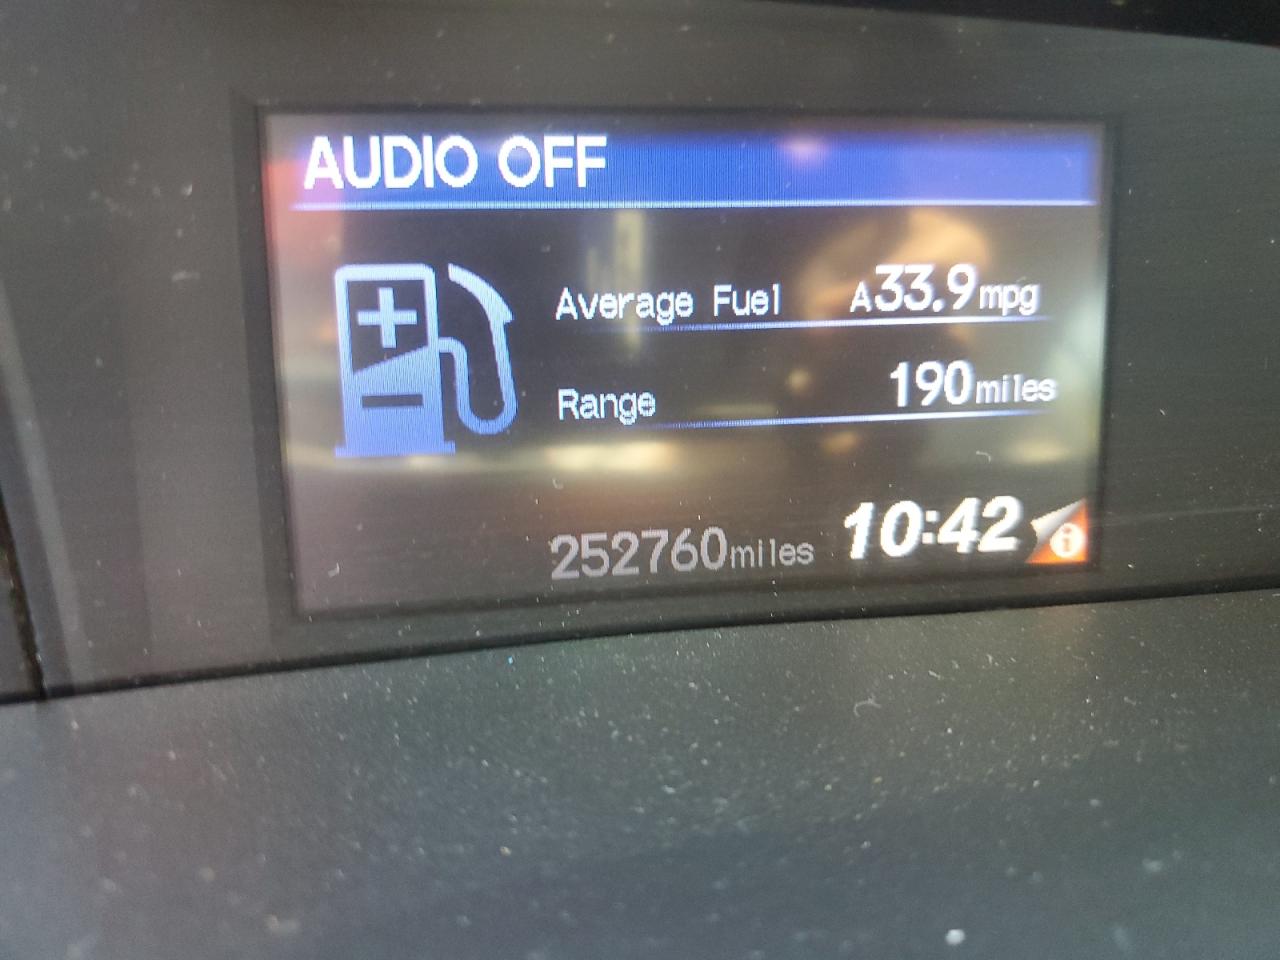 AUDIO OFF
Average Fuel A33.9mpg
Range 190miles
252760miles 10:42 i